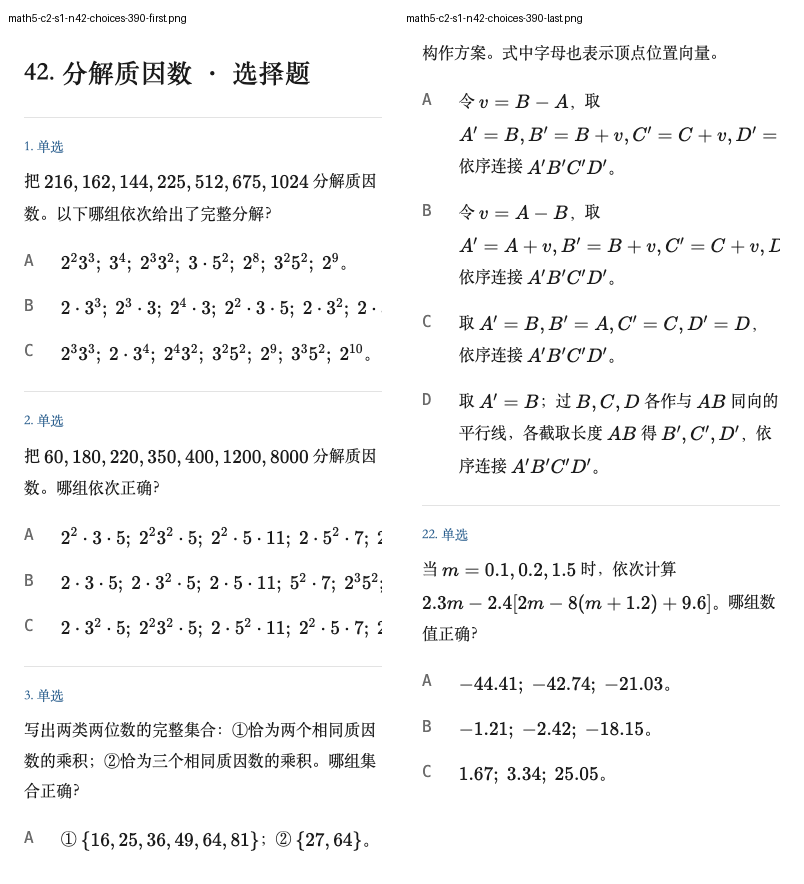 math5-c2-s1-n42-choices-390-first.png
42. 分解质因数 · 选择题
1. 单选
把 216, 162, 144, 225, 512, 675, 1024 分解质因
数。以下哪组依次给出了完整分解?
A 2²3³; 3⁴; 2³3²; 3 · 5²; 2⁸; 3²5²; 2⁹。
B 2 · 3³; 2³ · 3; 2⁴ · 3; 2² · 3 · 5; 2 · 3²; 2 ·
C 2³3³; 2 · 3⁴; 2⁴3²; 3²5²; 2⁹; 3³5²; 2¹⁰。
2. 单选
把 60, 180, 220, 350, 400, 1200, 8000 分解质因
数。哪组依次正确?
A 2² · 3 · 5; 2²3² · 5; 2² · 5 · 11; 2 · 5² · 7; 2
B 2 · 3 · 5; 2 · 3² · 5; 2 · 5 · 11; 5² · 7; 2³5²;
C 2 · 3² · 5; 2²3² · 5; 2 · 5² · 11; 2² · 5 · 7; 2
3. 单选
写出两类两位数的完整集合：①恰为两个相同质因
数的乘积；②恰为三个相同质因数的乘积。哪组集
合正确?
A ① {16, 25, 36, 49, 64, 81}；② {27, 64}。
math5-c2-s1-n42-choices-390-last.png
构作方案。式中字母也表示顶点位置向量。
A 令 v = B − A，取
A′ = B, B′ = B + v, C′ = C + v, D′ =
依序连接 A′B′C′D′。
B 令 v = A − B，取
A′ = A + v, B′ = B + v, C′ = C + v,
依序连接 A′B′C′D′。
C 取 A′ = B, B′ = A, C′ = C, D′ = D，
依序连接 A′B′C′D′。
D 取 A′ = B；过 B, C, D 各作与 AB 同向的
平行线，各截取长度 AB 得 B′, C′, D′，依
序连接 A′B′C′D′。
22. 单选
当 m = 0.1, 0.2, 1.5 时，依次计算
2.3m − 2.4[2m − 8(m + 1.2) + 9.6]。哪组数
值正确?
A −44.41; −42.74; −21.03。
B −1.21; −2.42; −18.15。
C 1.67; 3.34; 25.05。